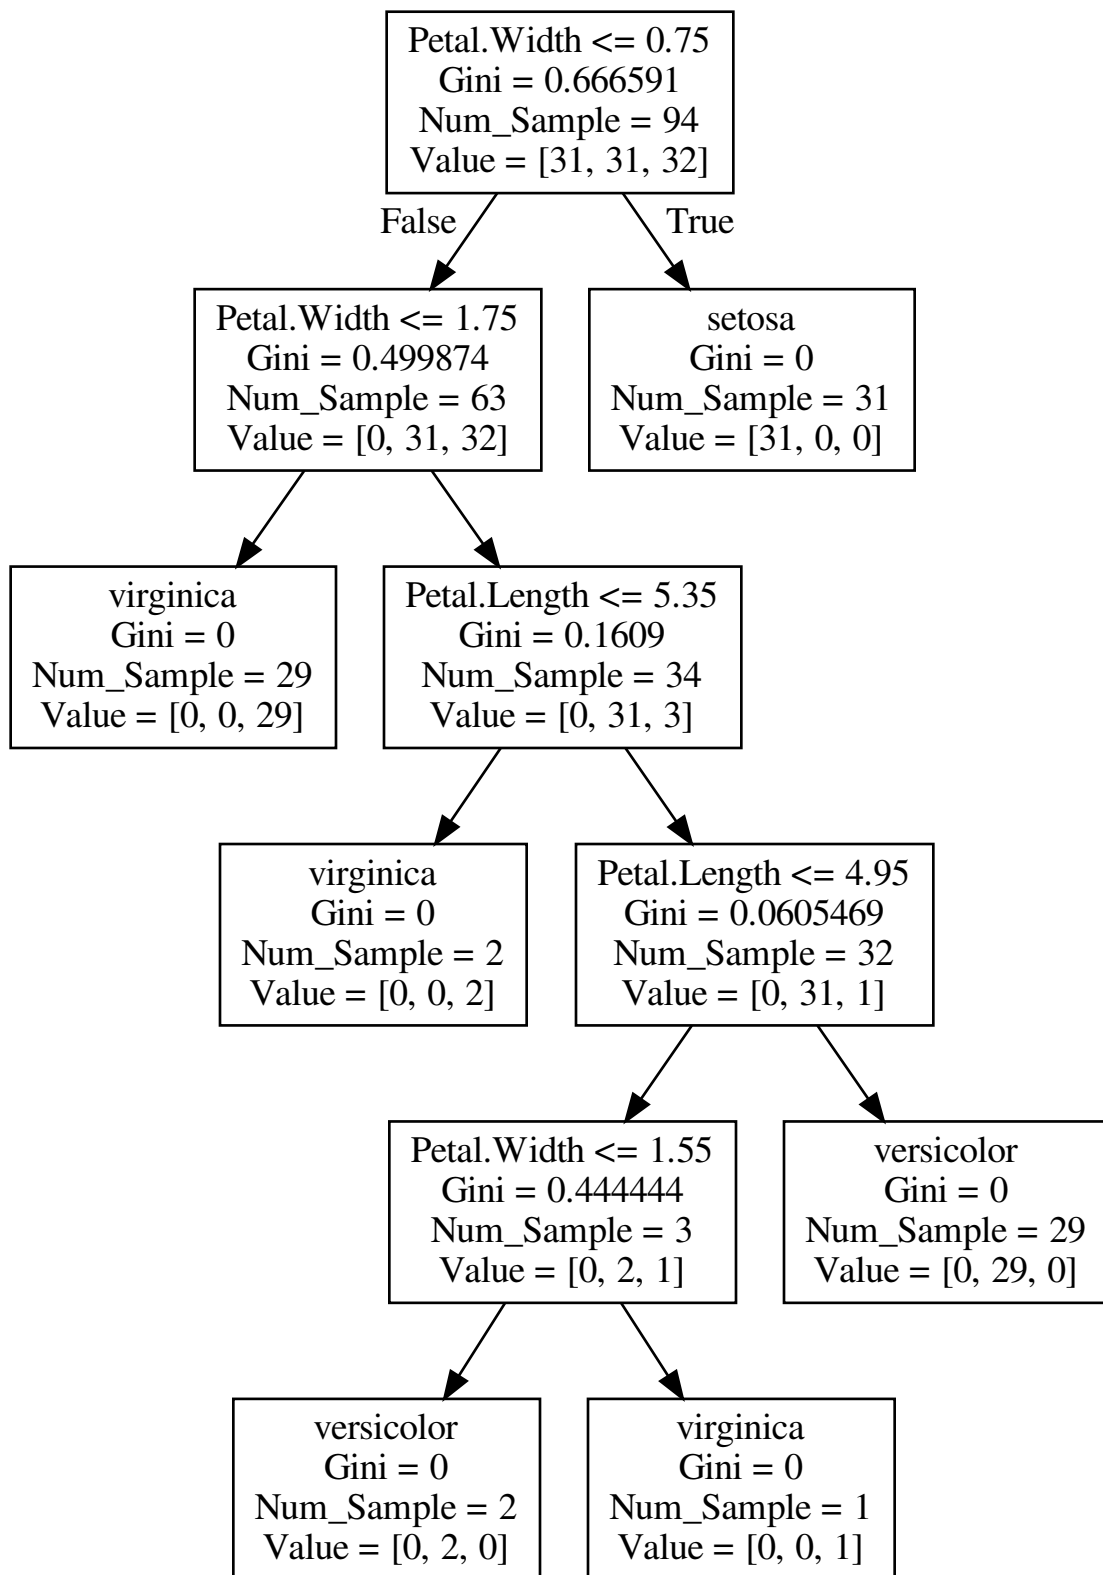 Petal.Width <= 0.75
Gini = 0.666591
Num_Sample = 94
Value = [31, 31, 32]
False
True
Petal.Width <= 1.75
Gini = 0.499874
Num_Sample = 63
Value = [0, 31, 32]
setosa
Gini = 0
Num_Sample = 31
Value = [31, 0, 0]
virginica
Gini = 0
Num_Sample = 29
Value = [0, 0, 29]
Petal.Length <= 5.35
Gini = 0.1609
Num_Sample = 34
Value = [0, 31, 3]
virginica
Gini = 0
Num_Sample = 2
Value = [0, 0, 2]
Petal.Length <= 4.95
Gini = 0.0605469
Num_Sample = 32
Value = [0, 31, 1]
Petal.Width <= 1.55
Gini = 0.444444
Num_Sample = 3
Value = [0, 2, 1]
versicolor
Gini = 0
Num_Sample = 29
Value = [0, 29, 0]
versicolor
Gini = 0
Num_Sample = 2
Value = [0, 2, 0]
virginica
Gini = 0
Num_Sample = 1
Value = [0, 0, 1]